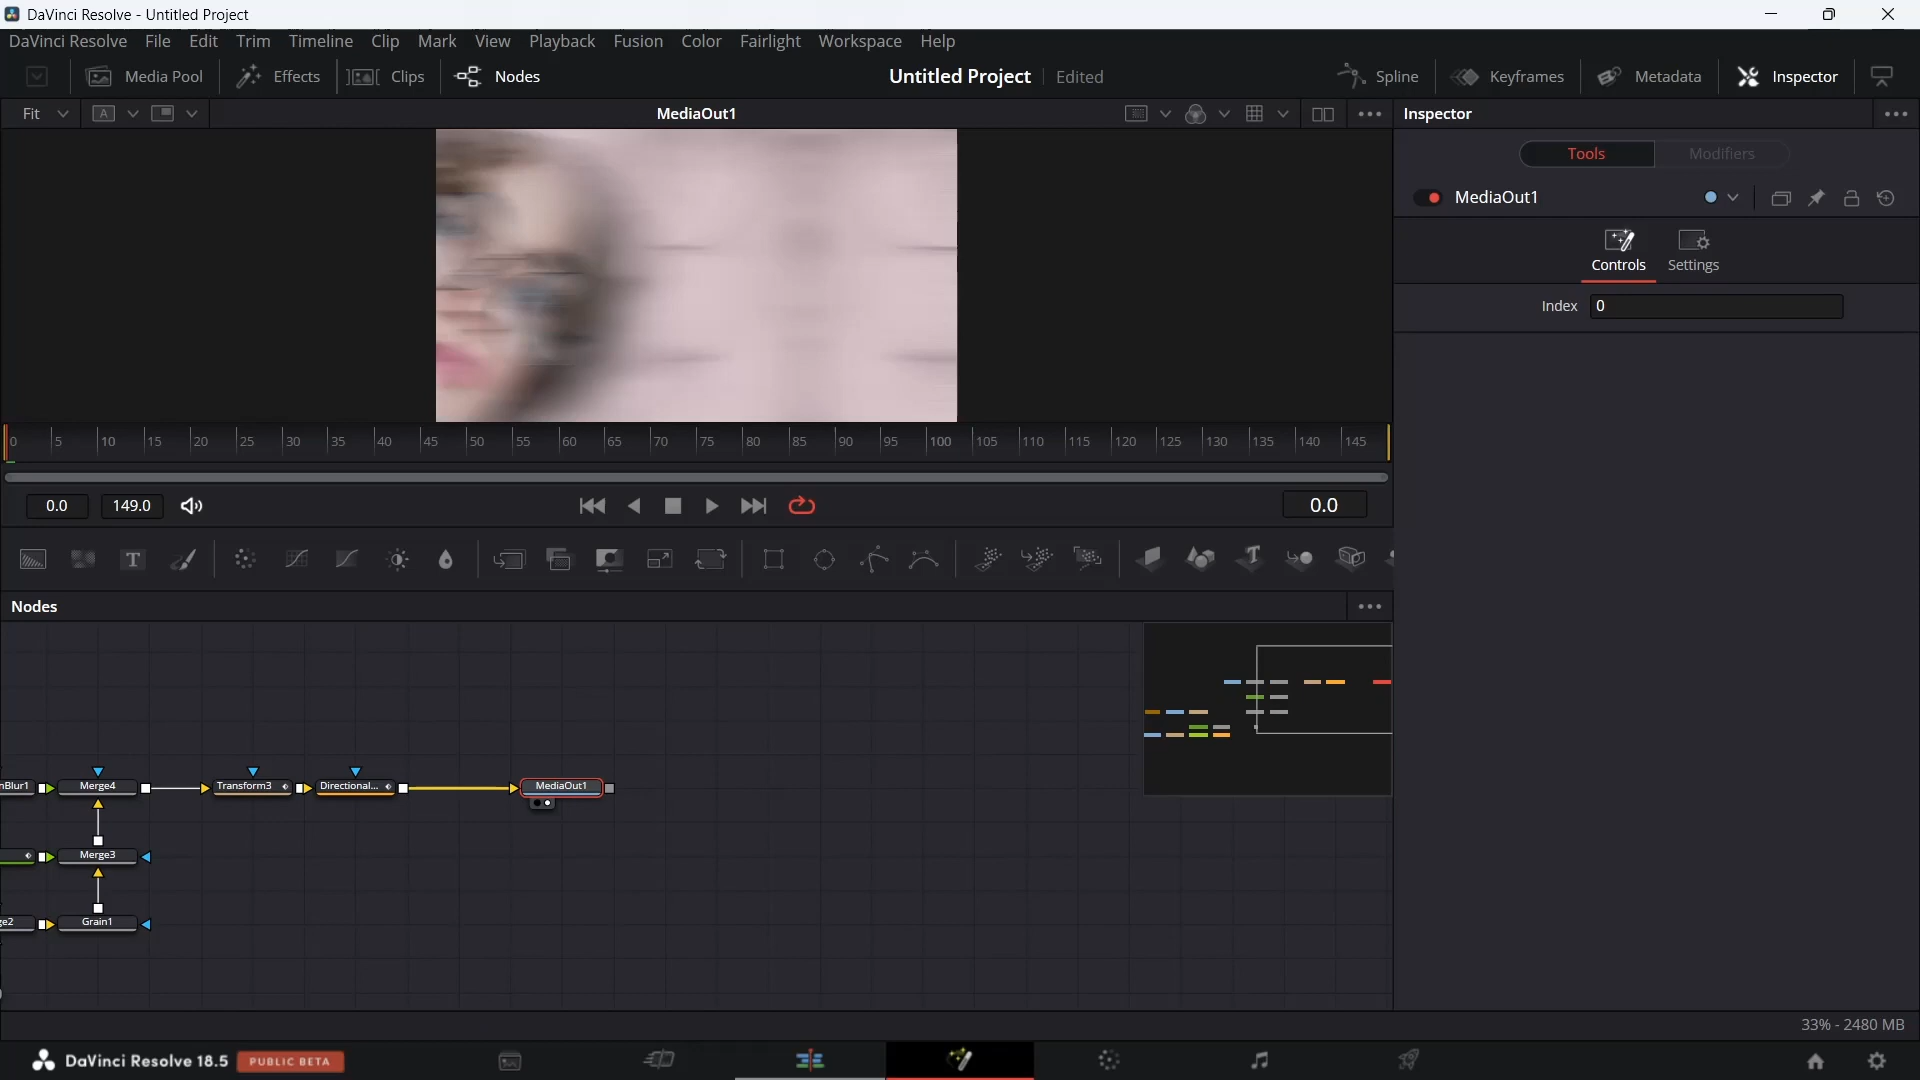 DaVinci Resolve - Untitled Project
DaVinci Resolve File Edit Trim Timeline Clip Mark View Playback Fusion Color Fairlight Workspace Help
Media Pool Effects Clips Nodes Untitled Project Edited Spline Keyframes Metadata Inspector
Fit A MediaOut1 Inspector
Tools Modifiers
MediaOut1
Controls Settings
Index 0
0 5 10 15 20 25 30 35 40 45 50 55 60 65 70 75 80 85 90 95 100 105 110 115 120 125 130 135 140 145
0.0 149.0 0.0
T T
Nodes
nBlur1 Merge4 Transform3 Directional... MediaOut1
Merge3
ge2 Grain1
33% - 2480 MB
DaVinci Resolve 18.5 PUBLIC BETA